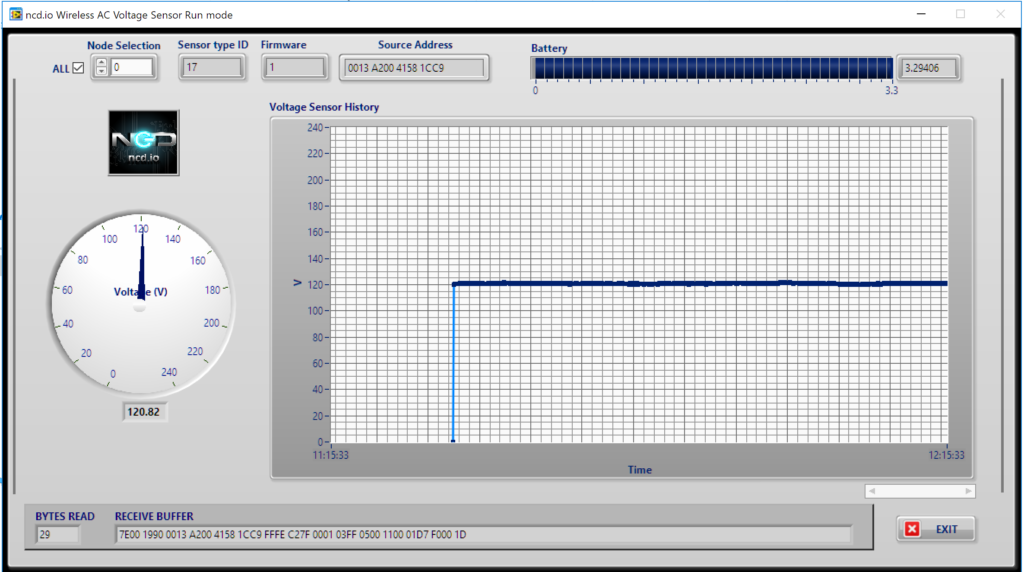 ncd.io Wireless AC Voltage Sensor Run mode
Node Selection
Sensor type ID
Firmware
Source Address
Battery
ALL
0
17
1
0013 A200 4158 1CC9
3.29406
0
3.3
Voltage Sensor History
NCD
ncd.io
240
220
200
180
160
140
120
100
80
60
40
20
0
V
11:15:33
12:15:33
Time
0
20
40
60
80
100
120
140
160
180
200
220
240
Voltage (V)
120.82
BYTES READ
RECEIVE BUFFER
29
7E00 1990 0013 A200 4158 1CC9 FFFE C27F 0001 03FF 0500 1100 01D7 F000 1D
EXIT